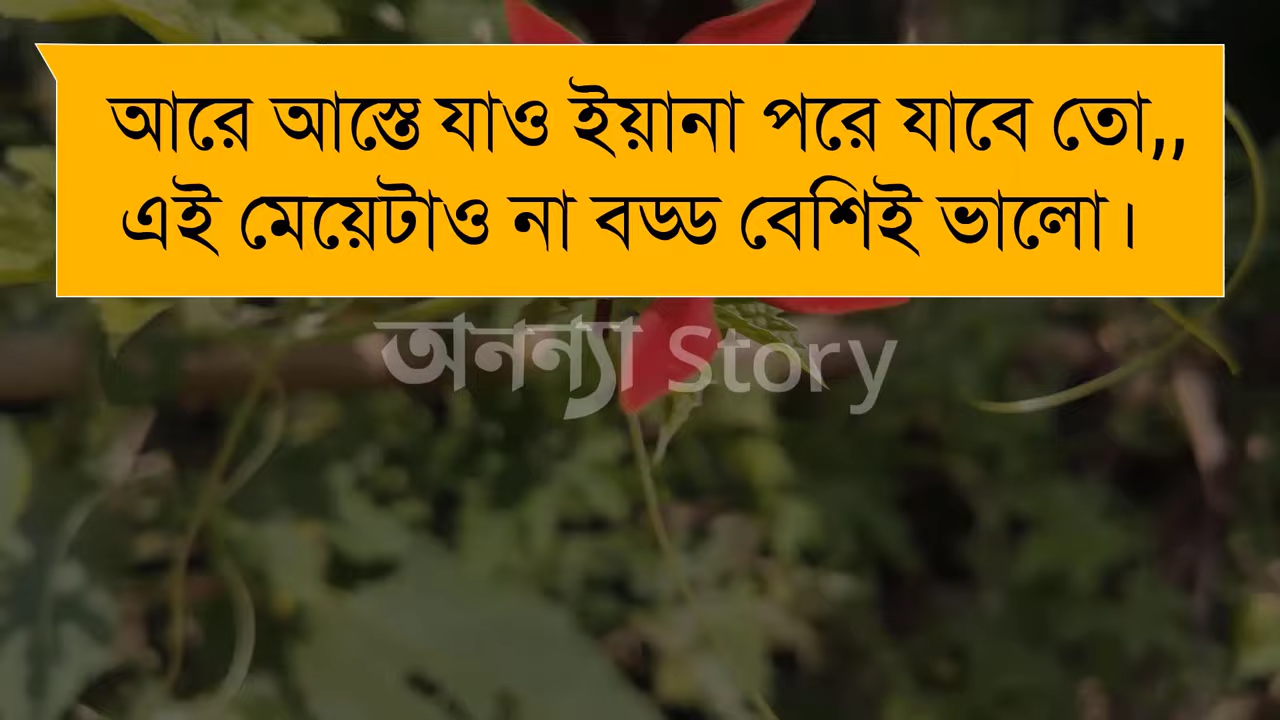 আরে আস্তে যাও ইয়ানা পরে যাবে তো,,
এই মেয়েটাও না বড্ড বেশিই ভালো।
অনন্যা Story